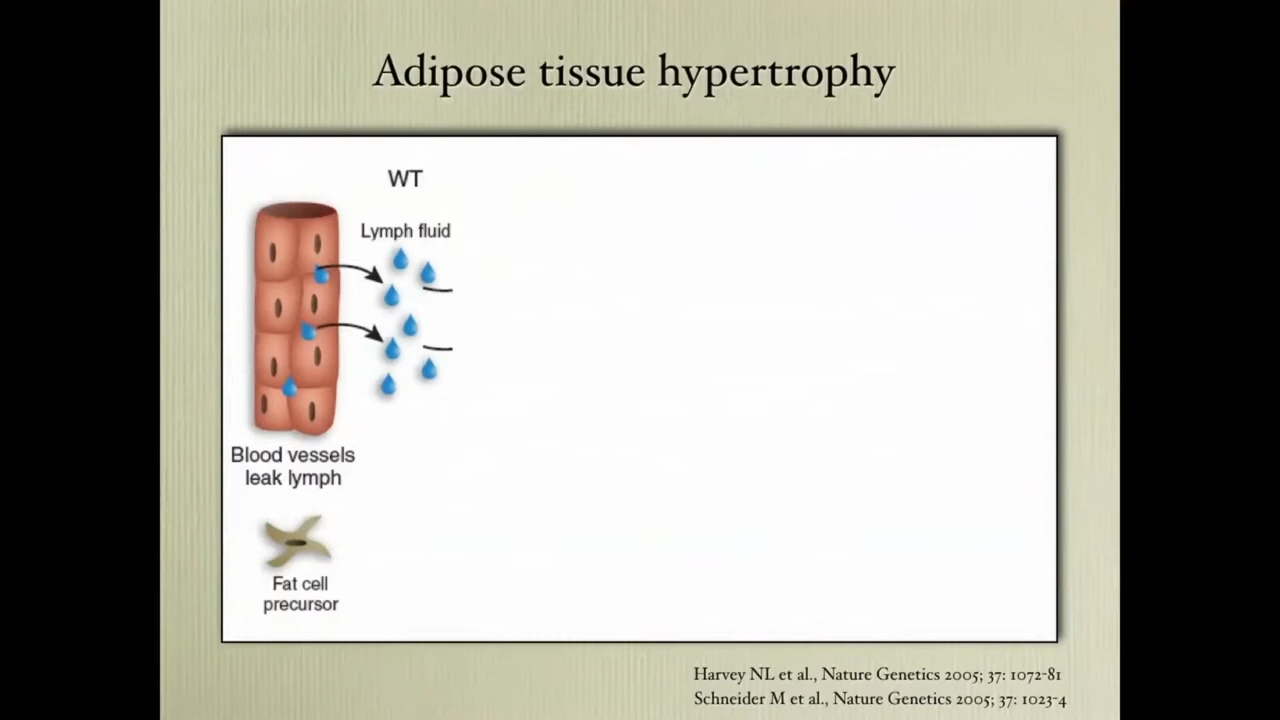 Adipose tissue hypertrophy
WT
Lymph fluid
Blood vessels
leak lymph
Fat cell
precursor
Harvey NL et al., Nature Genetics 2005; 37: 1072-81
Schneider M et al., Nature Genetics 2005; 37: 1023-4